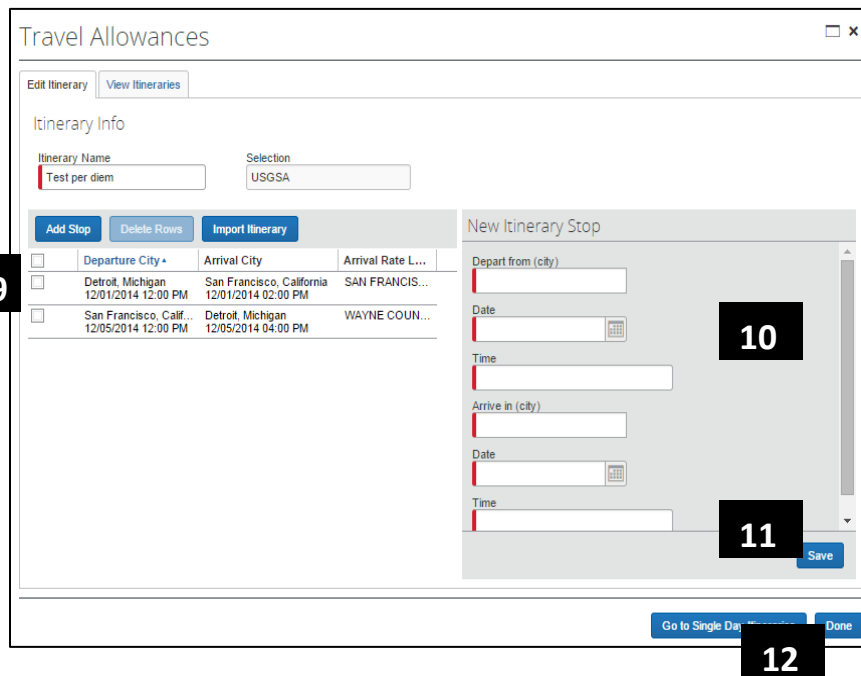 Travel Allowances
Edit Itinerary
View Itineraries
Itinerary Info
Itinerary Name
Selection
Test per diem
USGSA
Add Stop
Delete Rows
Import Itinerary
New Itinerary Stop
Departure City
Arrival City
Arrival Rate L...
9
Detroit, Michigan
12/01/2014 12:00 PM
San Francisco, California
12/01/2014 02:00 PM
SAN FRANCIS...
San Francisco, Calif...
12/05/2014 12:00 PM
Detroit, Michigan
12/05/2014 04:00 PM
WAYNE COUN...
Depart from (city)
Date
10
Time
Arrive in (city)
Date
Time
11
Save
Go to Single Day
Done
12